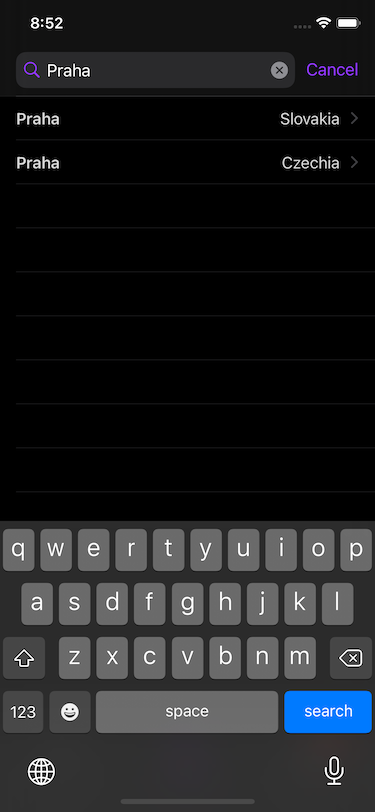 8:52
Praha Cancel
Praha Slovakia
Praha Czechia
q w e r t y u i o p
a s d f g h j k l
z x c v b n m
123 space search